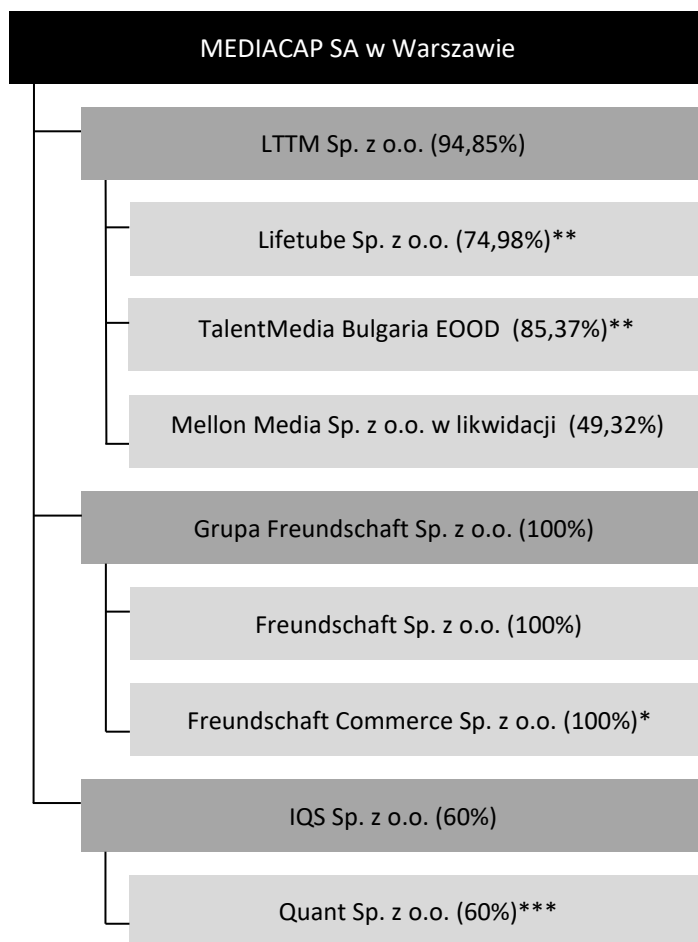 MEDIACAP SA w Warszawie
LTTM Sp. z o.o. (94,85%)
Lifetube Sp. z o.o. (74,98%)**
TalentMedia Bulgaria EOOD (85,37%)**
Mellon Media Sp. z o.o. w likwidacji (49,32%)
Grupa Freundschaft Sp. z o.o. (100%)
Freundschaft Sp. z o.o. (100%)
Freundschaft Commerce Sp. z o.o. (100%)*
IQS Sp. z o.o. (60%)
Quant Sp. z o.o. (60%)***